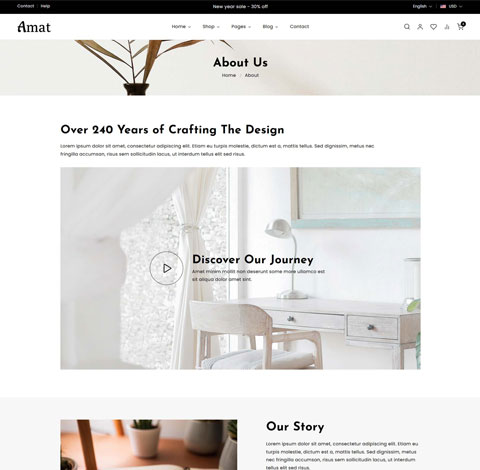 Contact Help New year sale - 30% off English USD
Amat Home Shop Pages Blog Contact
About Us
Home / About
Over 240 Years of Crafting The Design
Lorem ipsum dolor sit amet, consectetur adipiscing elit. Eu turpis molestie, dictum est a, mattis tellus. Sed dignissim, metus nec
fringilla accumsan, risus sem sollicitudin lacus, ut interdum tellus elit sed risus.
Discover Our Journey
Amet minim mollit non deserunt some more ullamco est
sit aliqua dolor amet sint.
Our Story
Lorem ipsum dolor sit amet, consectetur adipiscing elit.
Eu turpis molestie, dictum est a, mattis tellus. Sed
dignissim, metus nec fringilla accumsan, risus sem
sollicitudin lacus, ut interdum tellus elit sed risus.